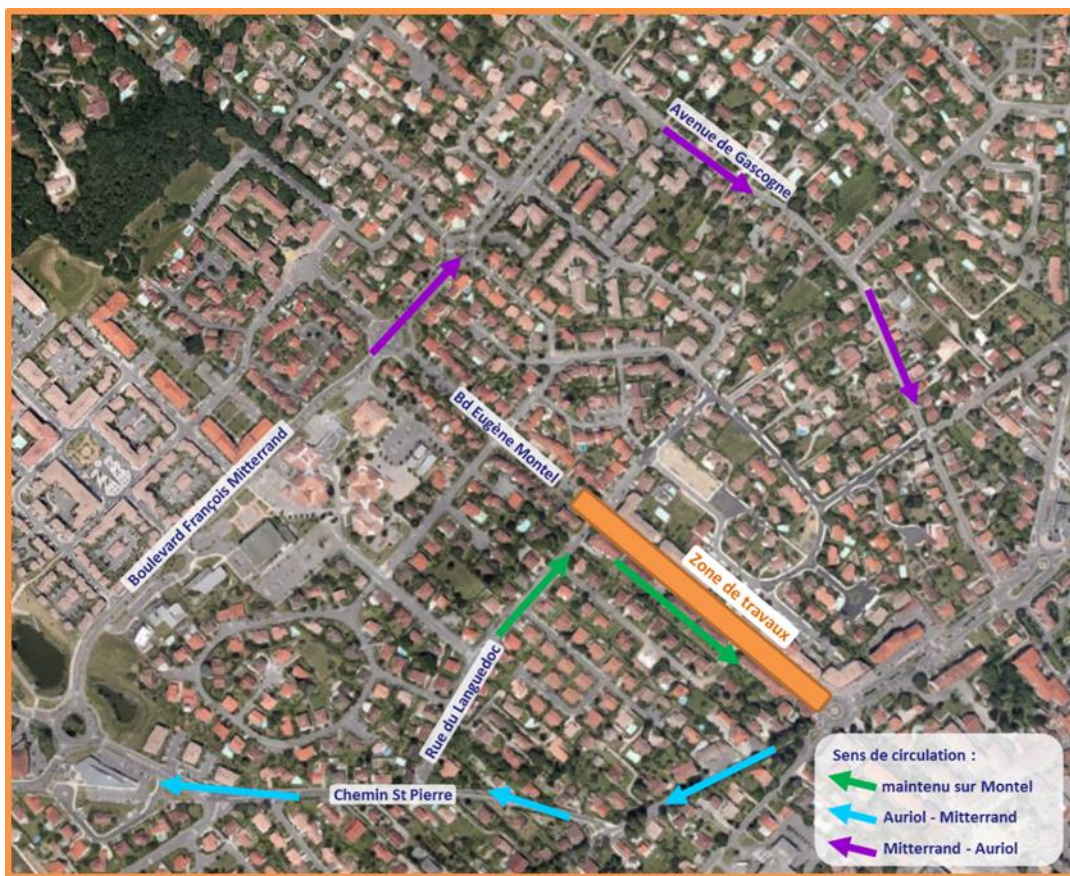 Avenue de Gascogne
Bd Eugène Montel
Boulevard François Mitterrand
Zone de travaux
Rue du Languedoc
Chemin St Pierre
Sens de circulation :
maintenu sur Montel
Auriol - Mitterrand
Mitterrand - Auriol